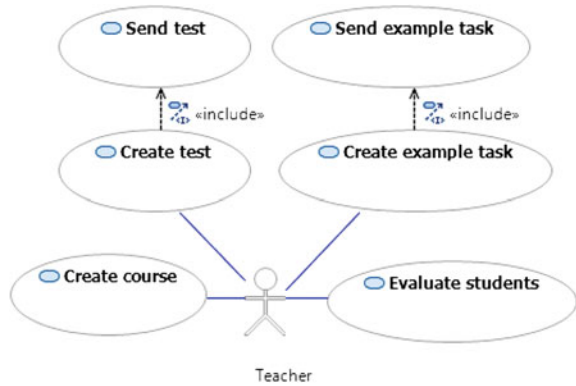 Send test
Send example task
«include»
«include»
Create test
Create example task
Create course
Evaluate students
Teacher